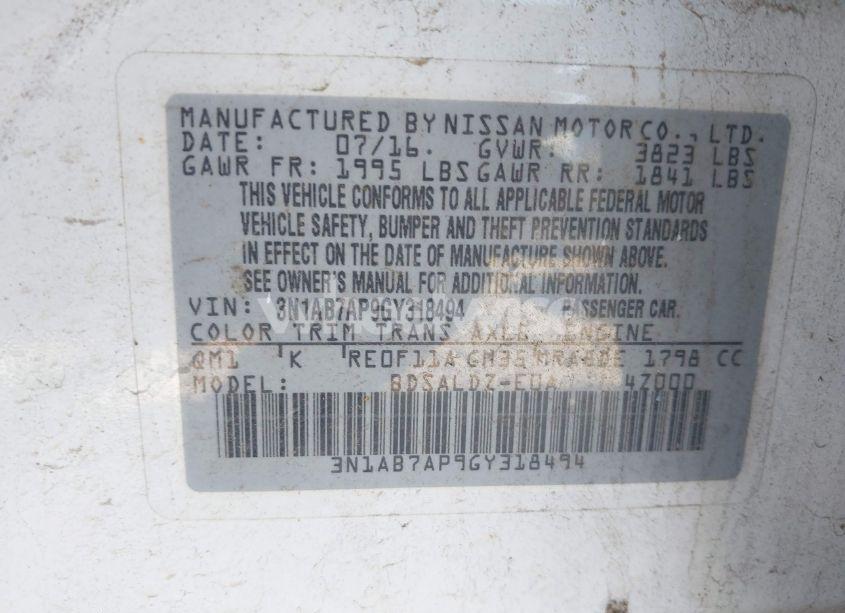 MANUFACTURED BY NISSAN MOTOR CO., LTD.
DATE: 07/16. GVWR: 3823 LBS
GAWR FR: 1995 LBS GAWR RR: 1841 LBS
THIS VEHICLE CONFORMS TO ALL APPLICABLE FEDERAL MOTOR
VEHICLE SAFETY, BUMPER AND THEFT PREVENTION STANDARDS
IN EFFECT ON THE DATE OF MANUFACTURE SHOWN ABOVE.
SEE OWNER'S MANUAL FOR ADDITIONAL INFORMATION.
VIN: 3N1AB7AP9GY318494 PASSENGER CAR.
COLOR TRIM TRANS AXLE ENGINE
QM1 K RE0F11A 1798 CC
MODEL: 4Z000
3N1AB7AP9GY318494